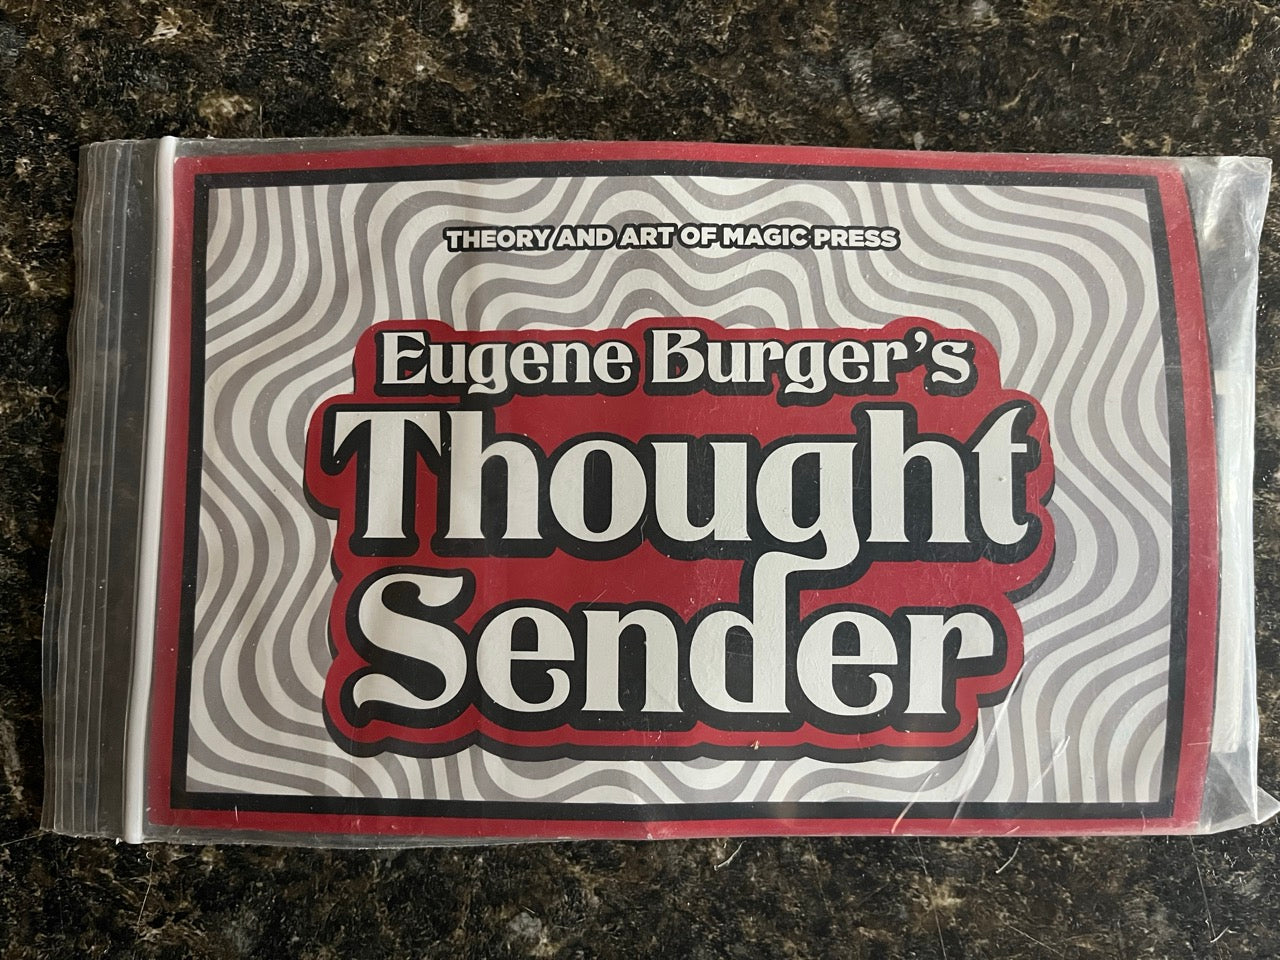 THEORY AND ART OF MAGIC PRESS
Eugene Burger's
Thought
Sender